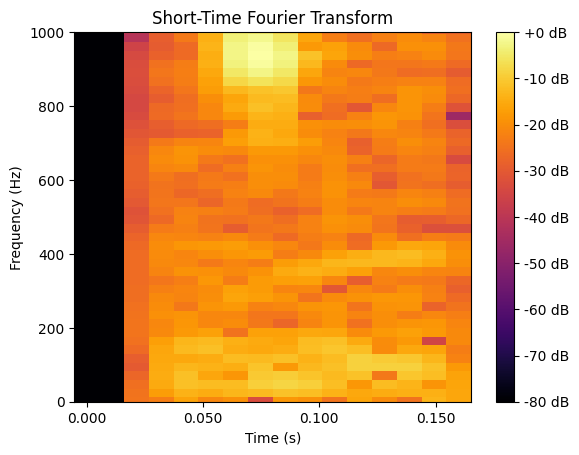 Short-Time Fourier Transform
1000
800
600
400
200
0
Frequency (Hz)
0.000
0.050
0.100
0.150
Time (s)
+0 dB
-10 dB
-20 dB
-30 dB
-40 dB
-50 dB
-60 dB
-70 dB
-80 dB